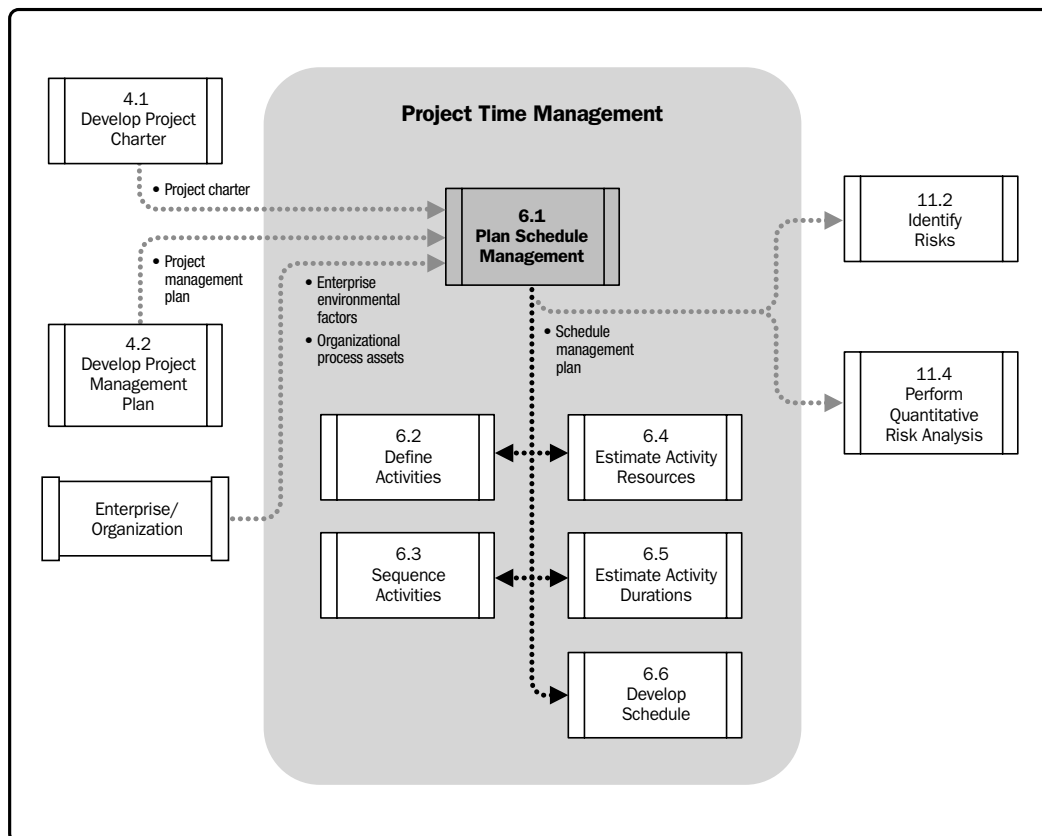 Project Time Management
4.1
Develop Project
Charter
• Project charter
6.1
Plan Schedule
Management
11.2
Identify
Risks
• Project
management
plan
• Enterprise
environmental
factors
• Organizational
process assets
• Schedule
management
plan
4.2
Develop Project
Management
Plan
11.4
Perform
Quantitative
Risk Analysis
6.2
Define
Activities
6.4
Estimate Activity
Resources
Enterprise/
Organization
6.3
Sequence
Activities
6.5
Estimate Activity
Durations
6.6
Develop
Schedule